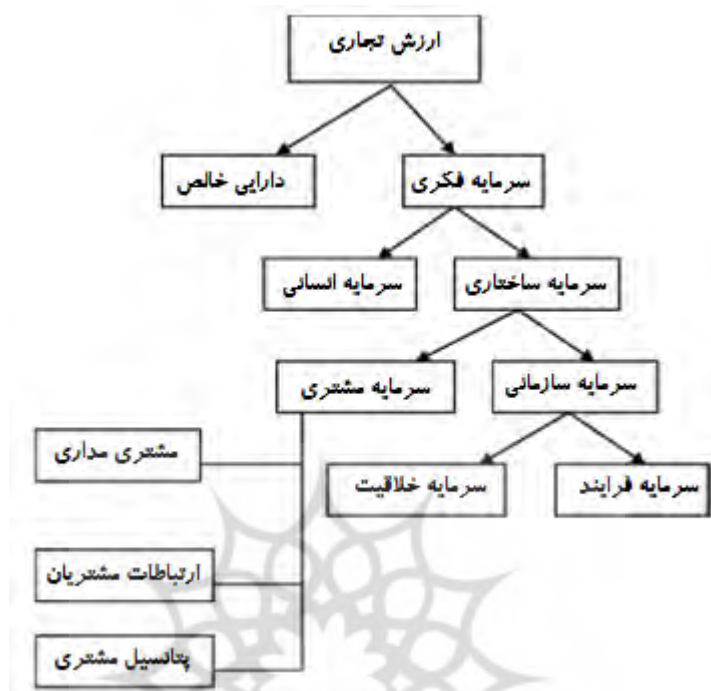 ارزش تجاری
سرمایه فکری
دارایی خالص
سرمایه ساختاری
سرمایه انسانی
سرمایه سازمانی
سرمایه مشتری
سرمایه فرایند
سرمایه خلاقیت
مشتری مداری
ارتباطات مشتریان
پتانسیل مشتری